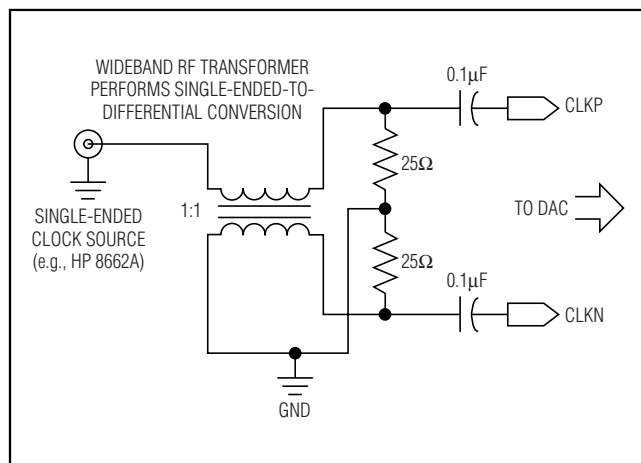 WIDEBAND RF TRANSFORMER
PERFORMS SINGLE-ENDED-TO-
DIFFERENTIAL CONVERSION
0.1µF
CLKP
25Ω
SINGLE-ENDED
CLOCK SOURCE
(e.g., HP 8662A)
1:1
TO DAC
25Ω
0.1µF
CLKN
GND